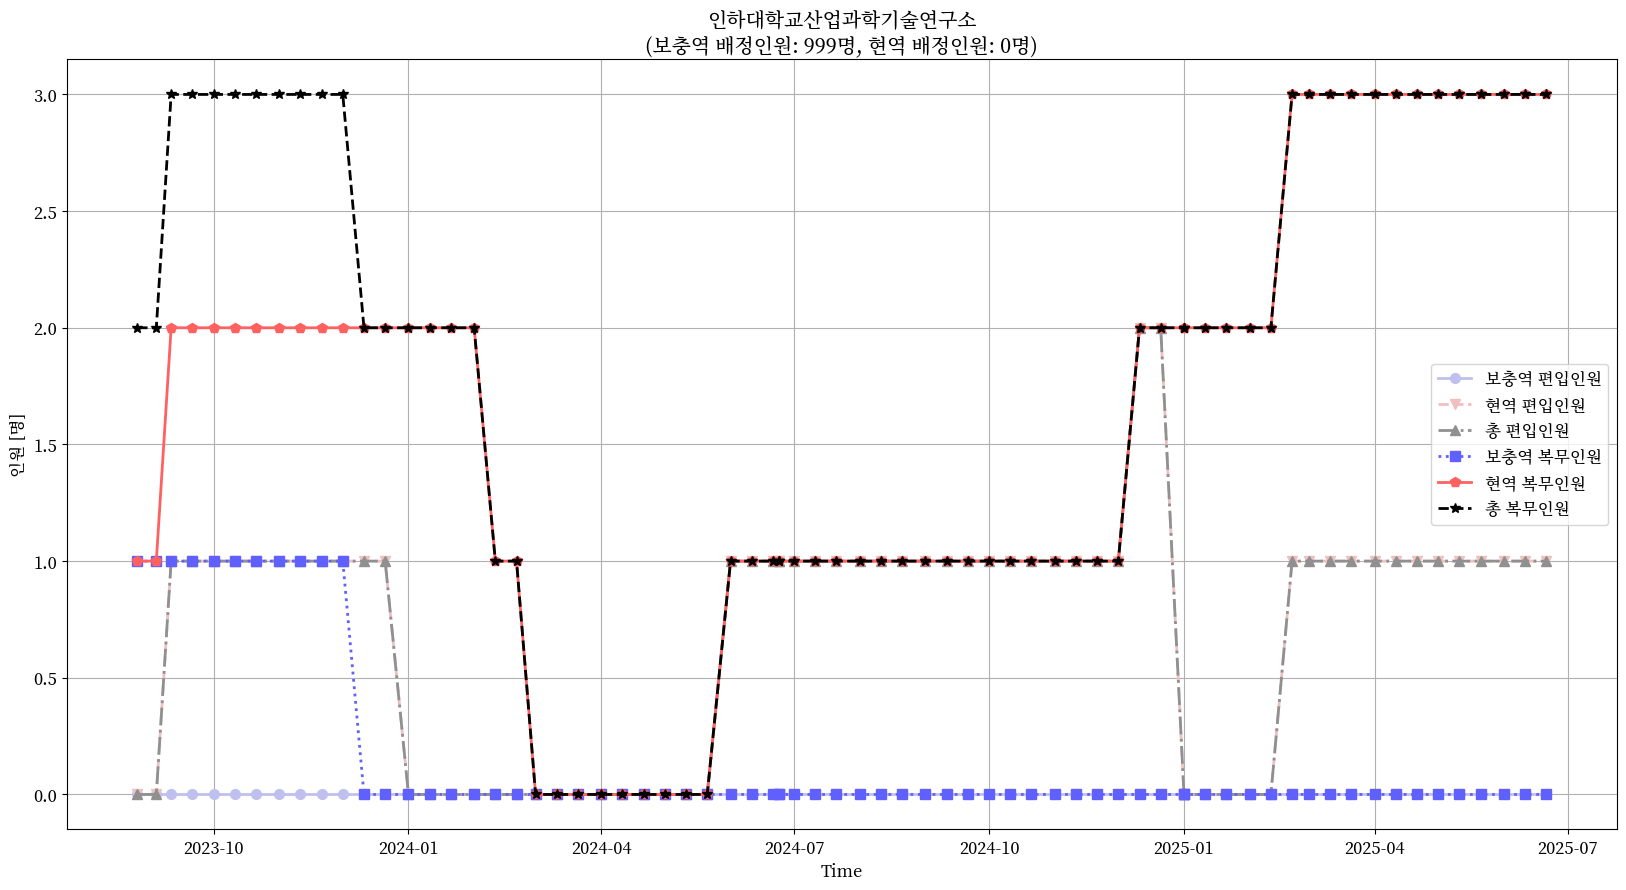 인하대학교산업과학기술연구소
(보충역 배정인원: 999명, 현역 배정인원: 0명)
인원 [명]
3.0
2.5
2.0
1.5
1.0
0.5
0.0
보충역 편입인원
현역 편입인원
총 편입인원
보충역 복무인원
현역 복무인원
총 복무인원
2023-10
2024-01
2024-04
2024-07
2024-10
2025-01
2025-04
2025-07
Time